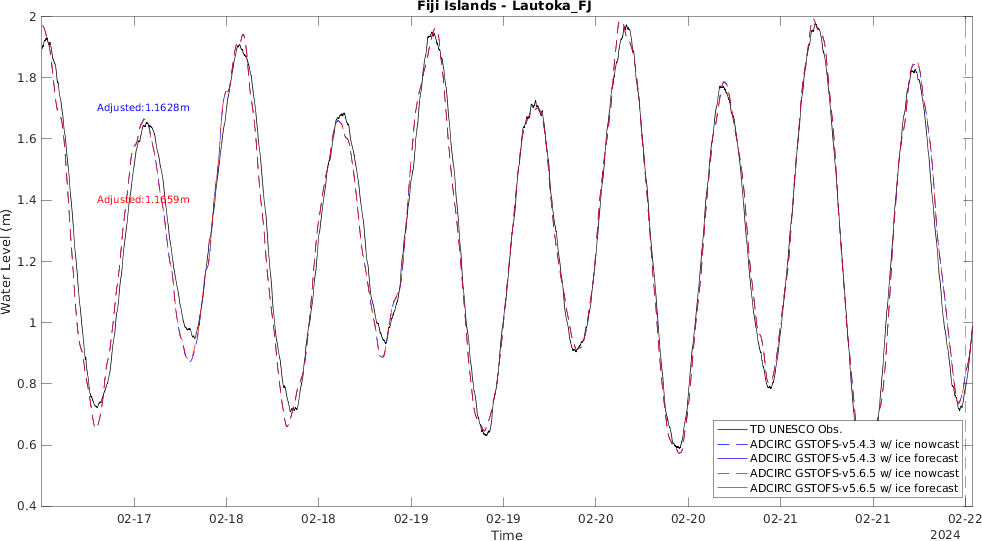 Fiji Islands - Lautoka_FJ
2
1.8
1.6
1.4
1.2
1
0.8
0.6
0.4
Water Level (m)
Adjusted:1.1628m
Adjusted:1.1659m
TD UNESCO Obs.
ADCIRC GSTOFS-v5.4.3 w/ ice nowcast
ADCIRC GSTOFS-v5.4.3 w/ ice forecast
ADCIRC GSTOFS-v5.6.5 w/ ice nowcast
ADCIRC GSTOFS-v5.6.5 w/ ice forecast
02-17 02-18 02-18 02-19 02-19 02-20 02-20 02-21 02-21 02-22
Time
2024